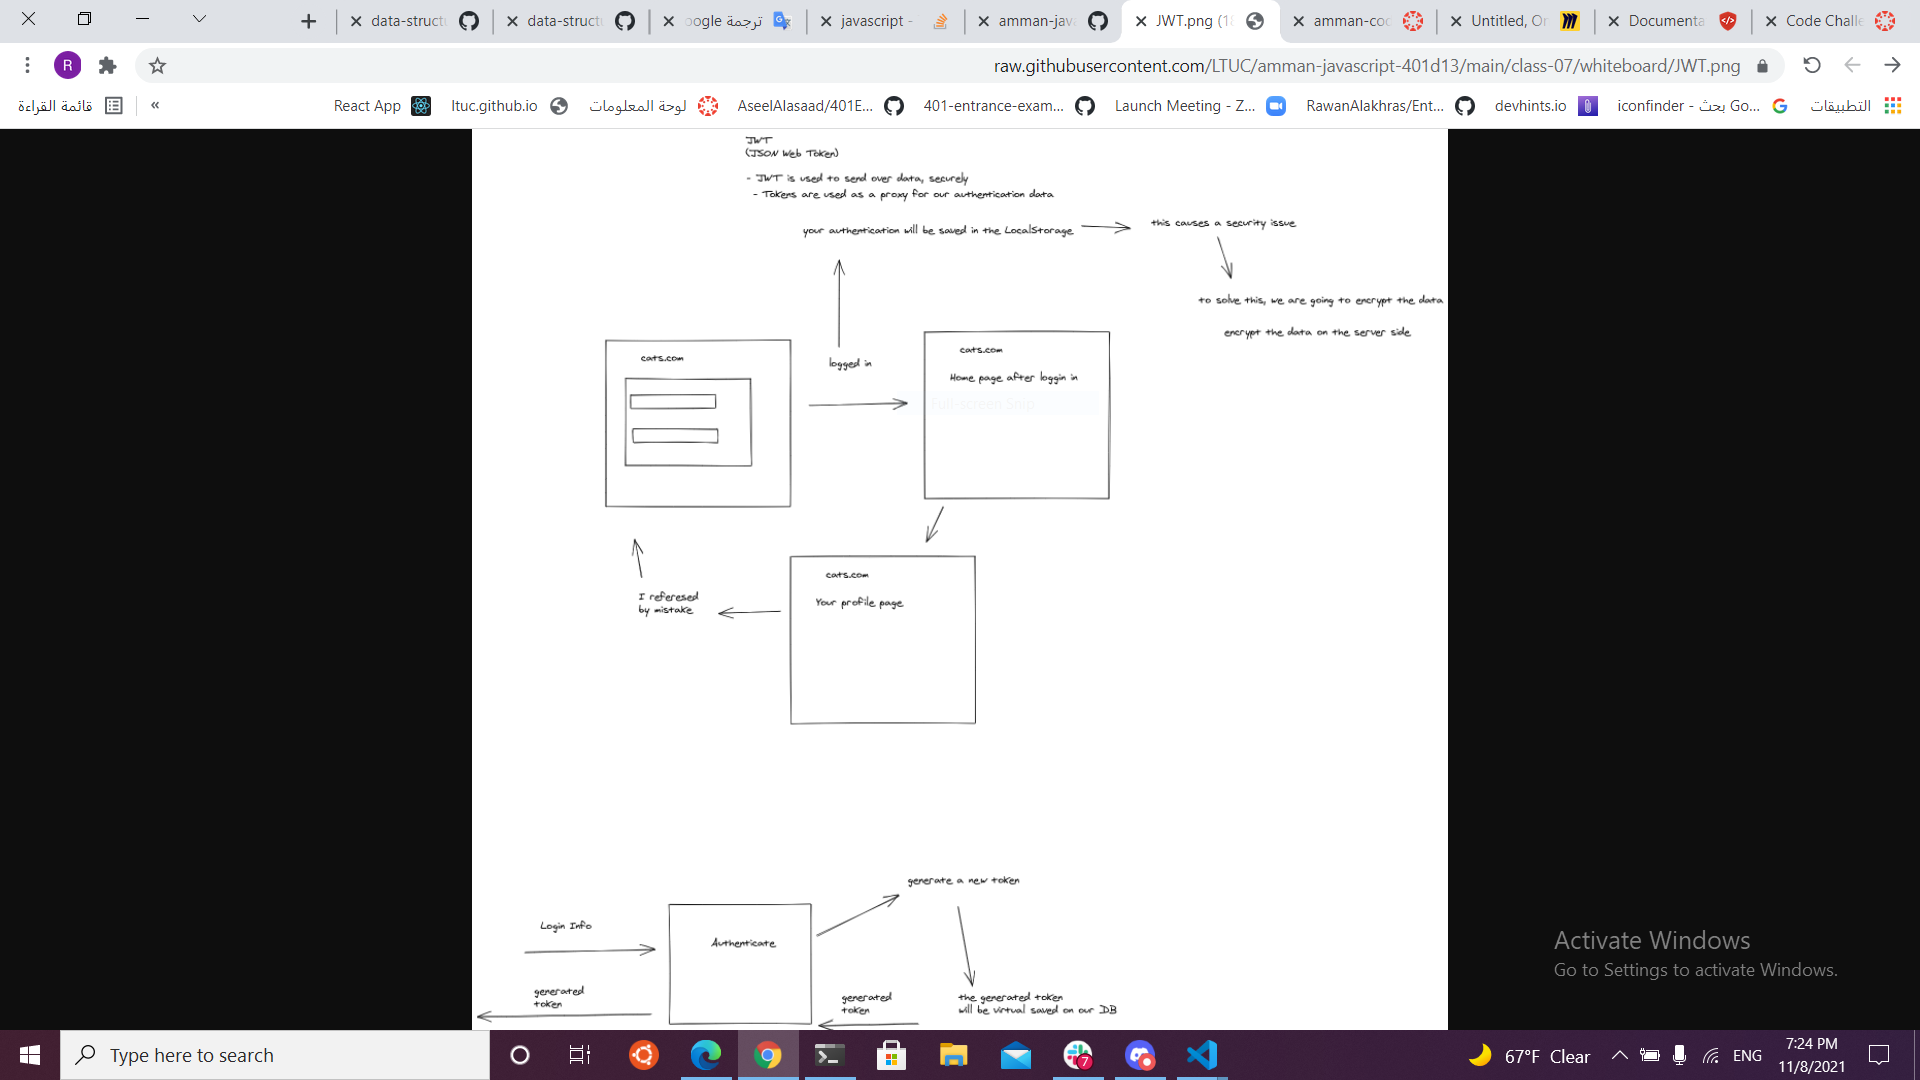 data-structu
data-structu
ترجمة oogle
javascript -
amman-java
JWT.png (18
amman-cod
Untitled, On
Documenta
Code Challe
R
raw.githubusercontent.com/LTUC/amman-javascript-401d13/main/class-07/whiteboard/JWT.png
قائمة القراءة
«
React App
ltuc.github.io
لوحة المعلومات
AseelAlasaad/401E...
401-entrance-exam...
Launch Meeting - Z...
RawanAlakhras/Ent...
devhints.io
iconfinder - بحث Go...
التطبيقات
JWT
(JSON Web Token)
- JWT is used to send over data, securely
- Tokens are used as a proxy for our authentication data
your authentication will be saved in the LocalStorage
this causes a security issue
to solve this, we are going to encrypt the data
encrypt the data on the server side
cats.com
logged in
cats.com
Home page after loggin in
Full-screen Snip
cats.com
Your profile page
I referesed
by mistake
generate a new token
Login Info
Authenticate
generated
token
generated
token
the generated token
will be virtual saved on our DB
Activate Windows
Go to Settings to activate Windows.
Type here to search
7
67°F Clear
ENG
7:24 PM
11/8/2021